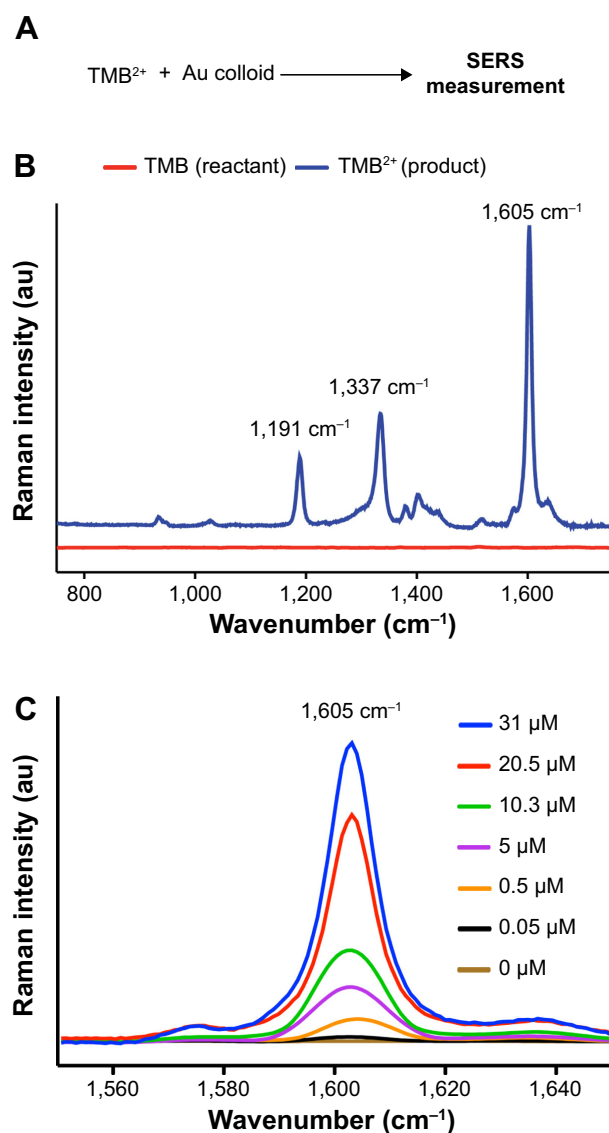 A
TMB²⁺ + Au colloid
SERS
measurement
B
TMB (reactant)
TMB²⁺ (product)
1,605 cm⁻¹
1,337 cm⁻¹
1,191 cm⁻¹
Raman intensity (au)
800
1,000
1,200
1,400
1,600
Wavenumber (cm⁻¹)
C
1,605 cm⁻¹
31 µM
20.5 µM
10.3 µM
5 µM
0.5 µM
0.05 µM
0 µM
Raman intensity (au)
1,560
1,580
1,600
1,620
1,640
Wavenumber (cm⁻¹)